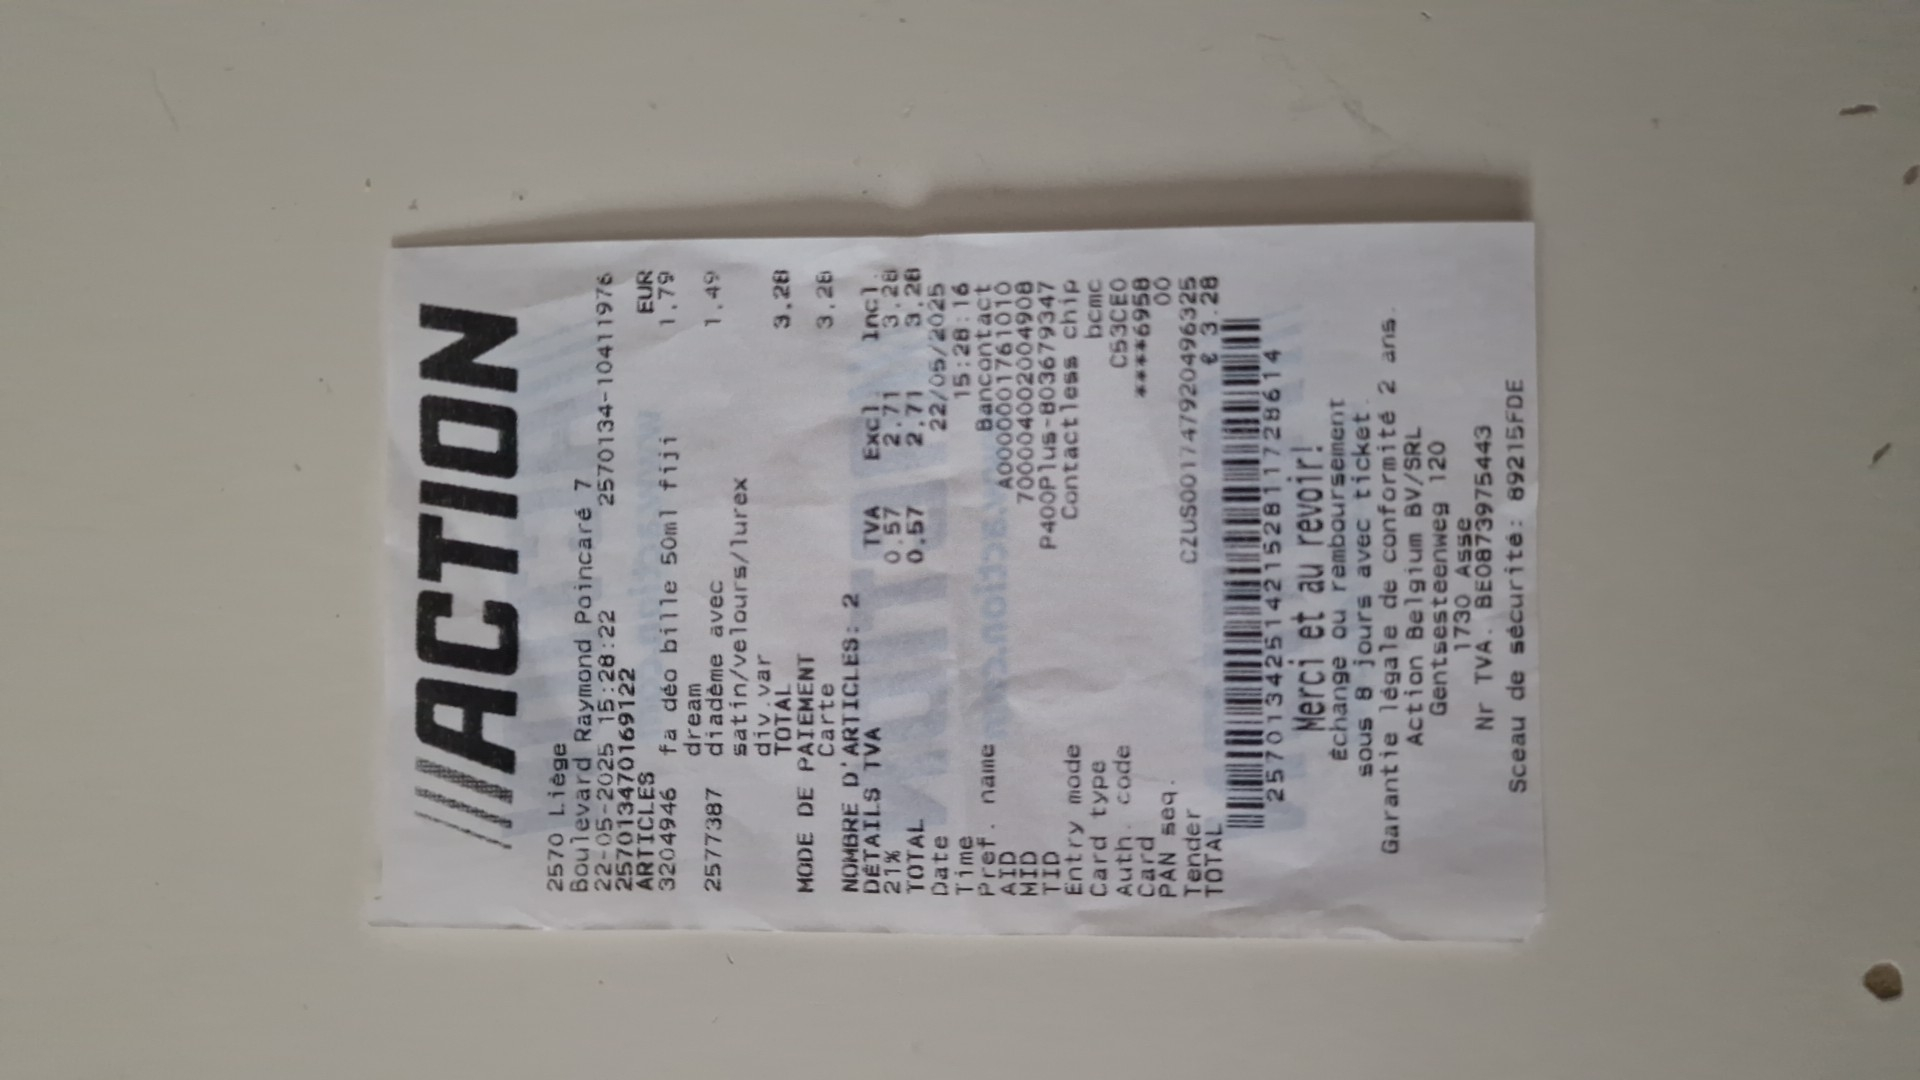 ///ACTION
2570 Liège
Boulevard Raymond Poincaré 7
22-05-2025 15:28:22 2570134-10411976
2570134701691​22
ARTICLES EUR
3204946 fa déo bille 50ml fiji 1.79
dream
2577387 diadème avec 1.49
satin/velours/lurex
div.var
TOTAL 3.28
MODE DE PAIEMENT
Carte 3.28
NOMBRE D'ARTICLES: 2
DÉTAILS TVA TVA Excl. Incl.
21% 0.57 2.71 3.28
TOTAL 0.57 2.71 3.28
Date 22/05/2025
Time 15:28:16
Pref. name Bancontact
AID A0000001761010
MID 700004002004908
TID P400Plus-803679347
Entry mode Contactless chip
Card type bcmc
Auth. code C53CE0
Card ****6958
PAN seq. 00
Tender CZUS001747920496325
TOTAL € 3.28
257013425142152811728614
Merci et au revoir!
Échange ou remboursement
sous 8 jours avec ticket.
Garantie légale de conformité 2 ans.
Action Belgium BV/SRL
Gentsesteenweg 120
1730 Asse
Nr TVA. BE0873975443
Sceau de sécurité: 89215FDE